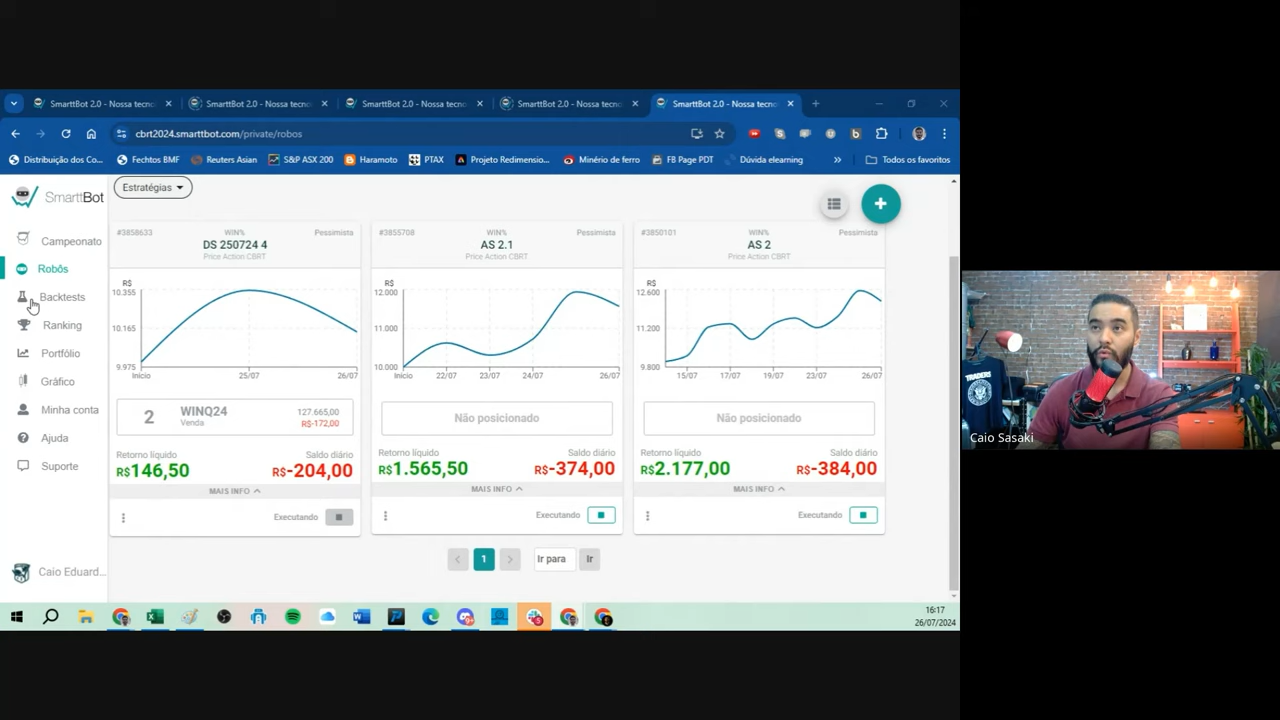 SmarttBot 2.0 - Nossa tecno
SmarttBot 2.0 - Nossa tecno
SmarttBot 2.0 - Nossa tecno
SmarttBot 2.0 - Nossa tecno
SmarttBot 2.0 - Nossa tecno
cbrt2024.smarttbot.com/private/robos
Distribuição dos Co...
Fechtos BMF
Reuters Asian
S&P ASX 200
Haramoto
PTAX
Projeto Redimensio...
Minério de ferro
FB Page PDT
Dúvida elearning
»
Todos os favoritos
SmarttBot
Estratégias
Campeonato
Robôs
Backtests
Ranking
Portfólio
Gráfico
Minha conta
Ajuda
Suporte
Caio Eduard...
#3858633 WIN% Pessimista
DS 250724 4
Price Action CBRT
R$
10.355
10.165
9.975
Início 25/07 26/07
2 WINQ24 127.665,00
Venda R$-172,00
Retorno líquido Saldo diário
R$146,50 R$-204,00
MAIS INFO
Executando
#3855708 WIN% Pessimista
AS 2.1
Price Action CBRT
R$
12.000
11.000
10.000
Início 22/07 23/07 24/07 26/07
Não posicionado
Retorno líquido Saldo diário
R$1.565,50 R$-374,00
MAIS INFO
Executando
#3850101 WIN% Pessimista
AS 2
Price Action CBRT
R$
12.600
11.200
9.800
15/07 17/07 19/07 23/07 26/07
Não posicionado
Retorno líquido Saldo diário
R$2.177,00 R$-384,00
MAIS INFO
Executando
1 Ir para Ir
16:17
26/07/2024
TRADERS
Caio Sasaki